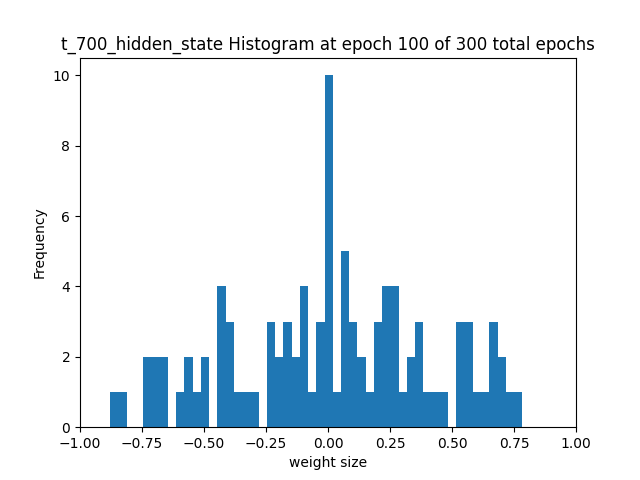 t_700_hidden_state Histogram at epoch 100 of 300 total epochs
Frequency
10
8
6
4
2
0
−1.00 −0.75 −0.50 −0.25 0.00 0.25 0.50 0.75 1.00
weight size